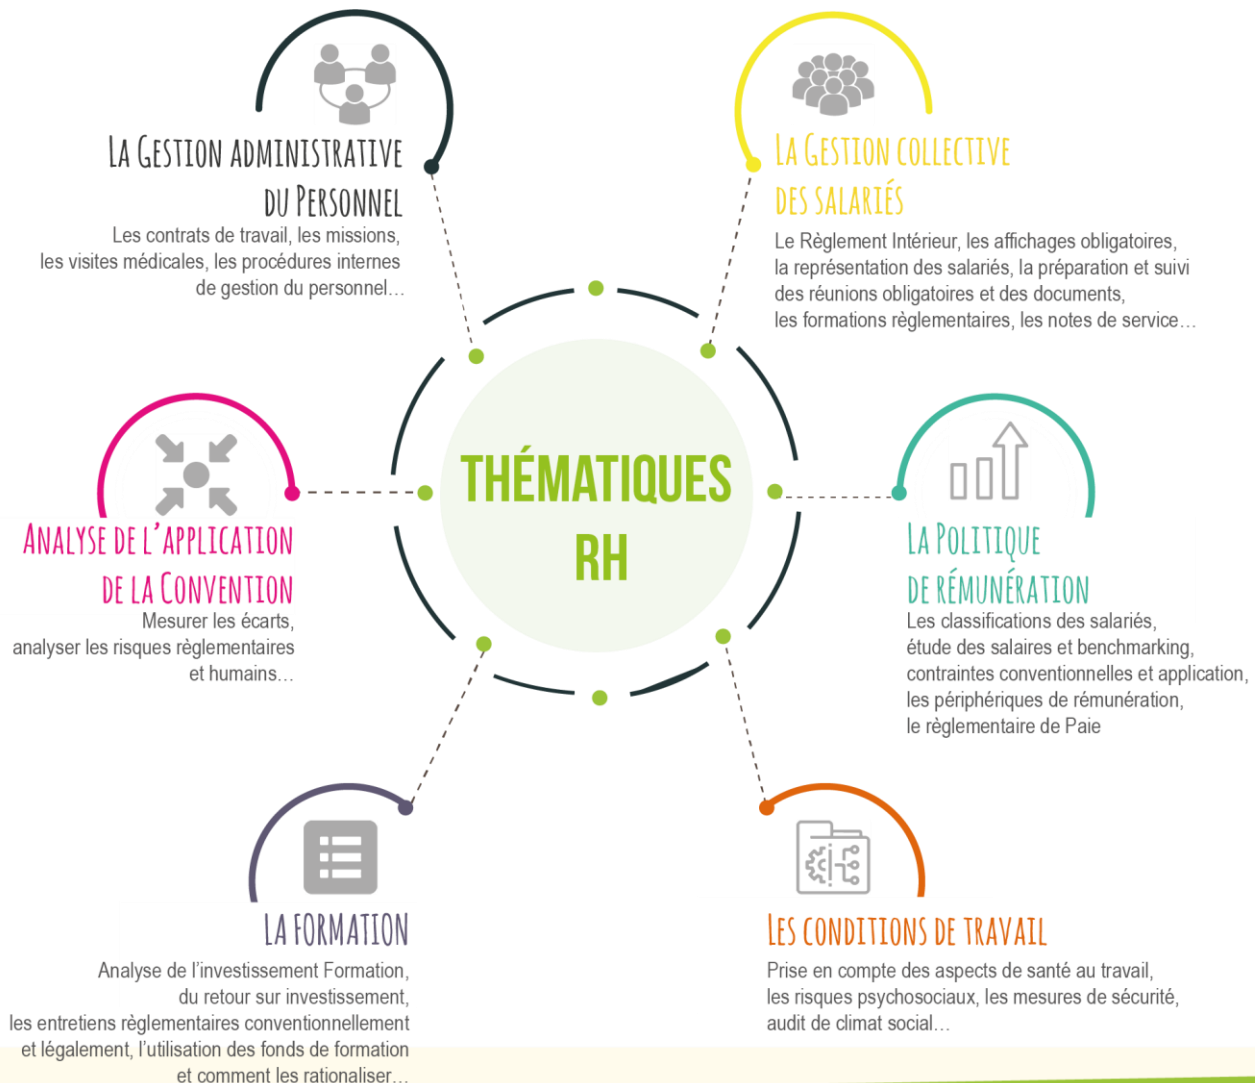 La Gestion administrative
du Personnel
Les contrats de travail, les missions,
les visites médicales, les procédures internes
de gestion du personnel…
La Gestion collective
des salariés
Le Règlement Intérieur, les affichages obligatoires,
la représentation des salariés, la préparation et suivi
des réunions obligatoires et des documents,
les formations règlementaires, les notes de service…
THÉMATIQUES
RH
Analyse de l'application
de la Convention
Mesurer les écarts,
analyser les risques règlementaires
et humains…
La Politique
de rémunération
Les classifications des salariés,
étude des salaires et benchmarking,
contraintes conventionnelles et application,
les périphériques de rémunération,
le règlementaire de Paie
La formation
Analyse de l'investissement Formation,
du retour sur investissement,
les entretiens règlementaires conventionnellement
et légalement, l'utilisation des fonds de formation
et comment les rationaliser…
Les conditions de travail
Prise en compte des aspects de santé au travail,
les risques psychosociaux, les mesures de sécurité,
audit de climat social…